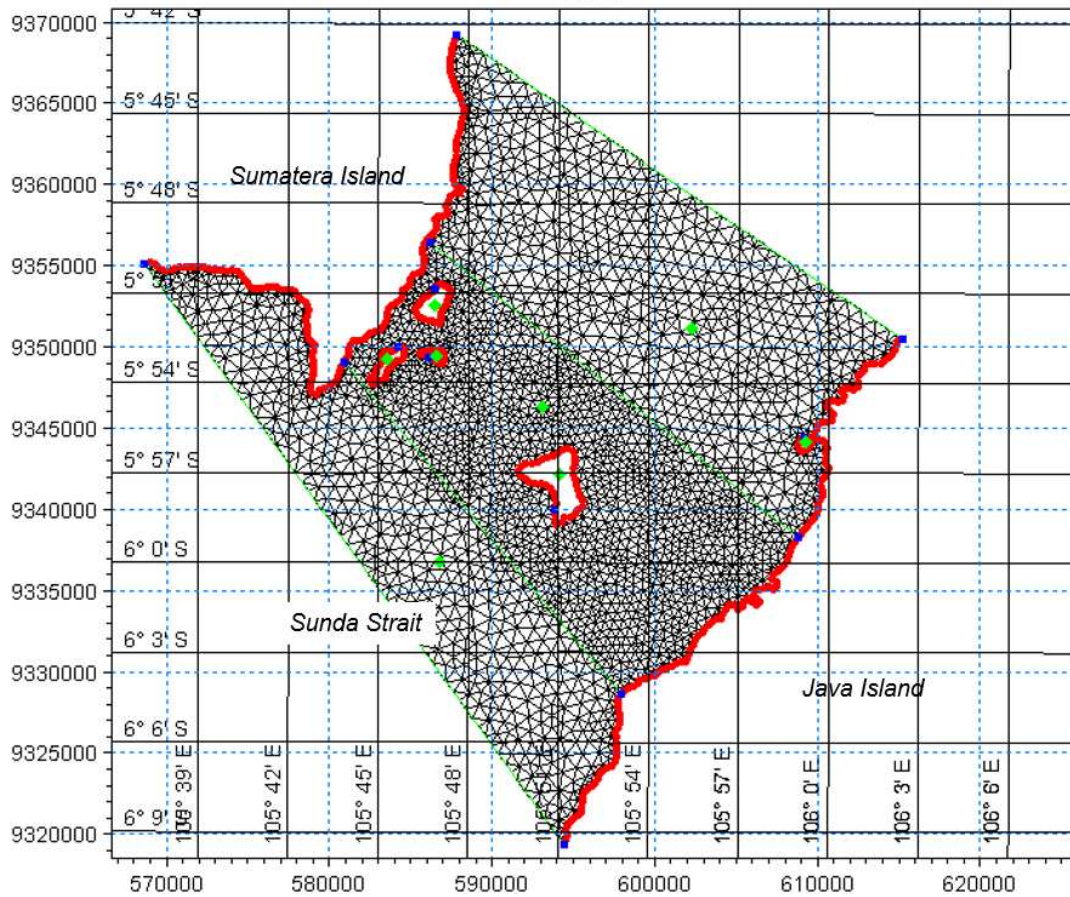 9370000
9365000
5° 45' S
Sumatera Island
9360000
5° 48' S
9355000
9350000
5° 54' S
9345000
5° 57' S
9340000
6° 0' S
9335000
Sunda Strait
6° 3' S
9330000
Java Island
6° 6' S
9325000
105° 42' E
105° 45' E
105° 48' E
105° 54' E
105° 57' E
106° 0' E
106° 3' E
106° 6' E
6° 9'
9320000
570000 580000 590000 600000 610000 620000